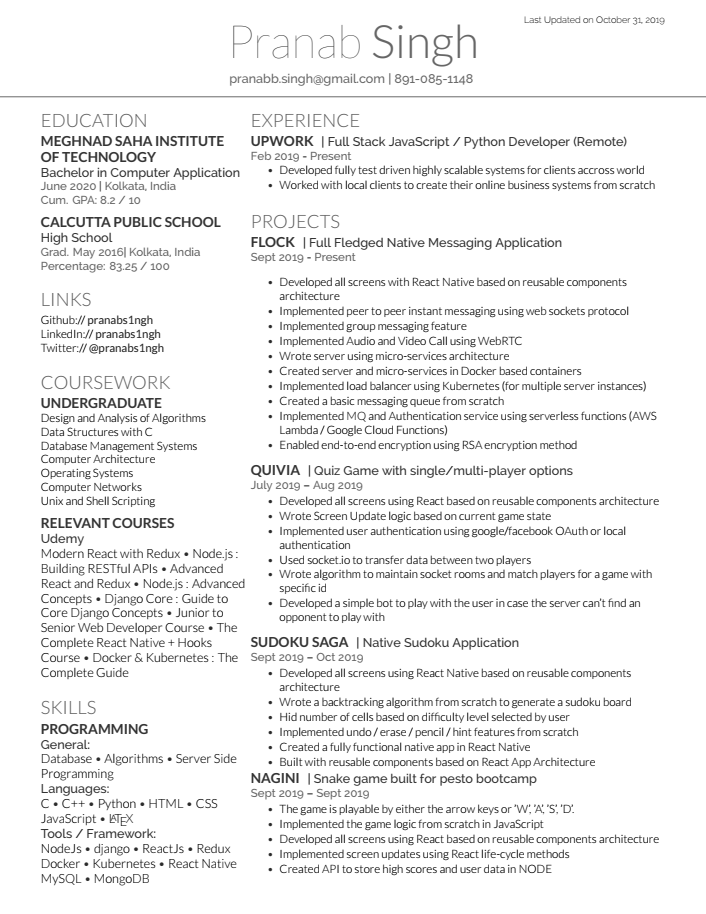 Last Updated on October 31, 2019
Pranab Singh
pranabb.singh@gmail.com | 891-085-1148
EDUCATION
MEGHNAD SAHA INSTITUTE
OF TECHNOLOGY
Bachelor in Computer Application
June 2020 | Kolkata, India
Cum. GPA: 8.2 / 10
CALCUTTA PUBLIC SCHOOL
High School
Grad. May 2016| Kolkata, India
Percentage: 83.25 / 100
LINKS
Github:// pranabs1ngh
LinkedIn:// pranabs1ngh
Twitter:// @pranabs1ngh
COURSEWORK
UNDERGRADUATE
Design and Analysis of Algorithms
Data Structures with C
Database Management Systems
Computer Architecture
Operating Systems
Computer Networks
Unix and Shell Scripting
RELEVANT COURSES
Udemy
Modern React with Redux • Node.js :
Building RESTful APIs • Advanced
React and Redux • Node.js : Advanced
Concepts • Django Core : Guide to
Core Django Concepts • Junior to
Senior Web Developer Course • The
Complete React Native + Hooks
Course • Docker & Kubernetes : The
Complete Guide
SKILLS
PROGRAMMING
General:
Database • Algorithms • Server Side
Programming
Languages:
C • C++ • Python • HTML • CSS
JavaScript • LATEX
Tools / Framework:
NodeJs • django • ReactJs • Redux
Docker • Kubernetes • React Native
MySQL • MongoDB
EXPERIENCE
UPWORK | Full Stack JavaScript / Python Developer (Remote)
Feb 2019 - Present
• Developed fully test driven highly scalable systems for clients accross world
• Worked with local clients to create their online business systems from scratch
PROJECTS
FLOCK | Full Fledged Native Messaging Application
Sept 2019 - Present
• Developed all screens with React Native based on reusable components
architecture
• Implemented peer to peer instant messaging using web sockets protocol
• Implemented group messaging feature
• Implemented Audio and Video Call using WebRTC
• Wrote server using micro-services architecture
• Created server and micro-services in Docker based containers
• Implemented load balancer using Kubernetes (for multiple server instances)
• Created a basic messaging queue from scratch
• Implemented MQ and Authentication service using serverless functions (AWS
Lambda / Google Cloud Functions)
• Enabled end-to-end encryption using RSA encryption method
QUIVIA | Quiz Game with single/multi-player options
July 2019 – Aug 2019
• Developed all screens using React based on reusable components architecture
• Wrote Screen Update logic based on current game state
• Implemented user authentication using google/facebook OAuth or local
authentication
• Used socket.io to transfer data between two players
• Wrote algorithm to maintain socket rooms and match players for a game with
specific id
• Developed a simple bot to play with the user in case the server can't find an
opponent to play with
SUDOKU SAGA | Native Sudoku Application
Sept 2019 – Oct 2019
• Developed all screens using React Native based on reusable components
architecture
• Wrote a backtracking algorithm from scratch to generate a sudoku board
• Hid number of cells based on difficulty level selected by user
• Implemented undo / erase / pencil / hint features from scratch
• Created a fully functional native app in React Native
• Built with reusable components based on React App Architecture
NAGINI | Snake game built for pesto bootcamp
Sept 2019 – Sept 2019
• The game is playable by either the arrow keys or 'W', 'A', 'S', 'D'.
• Implemented the game logic from scratch in JavaScript
• Developed all screens using React based on reusable components architecture
• Implemented screen updates using React life-cycle methods
• Created API to store high scores and user data in NODE